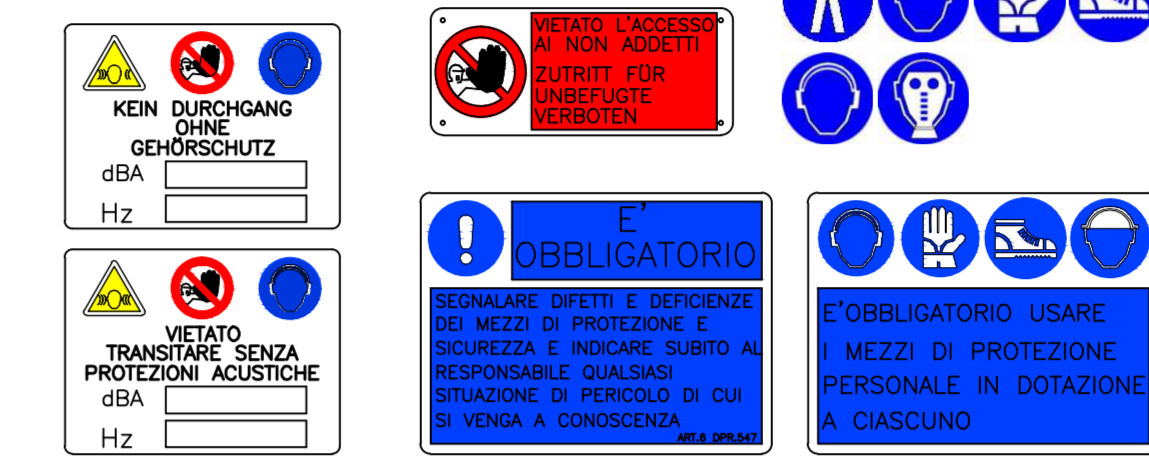 KEIN DURCHGANG
OHNE
GEHÖRSCHUTZ
dBA
Hz
VIETATO
TRANSITARE SENZA
PROTEZIONI ACUSTICHE
dBA
Hz
VIETATO L'ACCESSO
AI NON ADDETTI
ZUTRITT FÜR
UNBEFUGTE
VERBOTEN
E'
OBBLIGATORIO
SEGNALARE DIFETTI E DEFICIENZE
DEI MEZZI DI PROTEZIONE E
SICUREZZA E INDICARE SUBITO AL
RESPONSABILE QUALSIASI
SITUAZIONE DI PERICOLO DI CUI
SI VENGA A CONOSCENZA
ART.6 DPR.547
E'OBBLIGATORIO USARE
I MEZZI DI PROTEZIONE
PERSONALE IN DOTAZIONE
A CIASCUNO